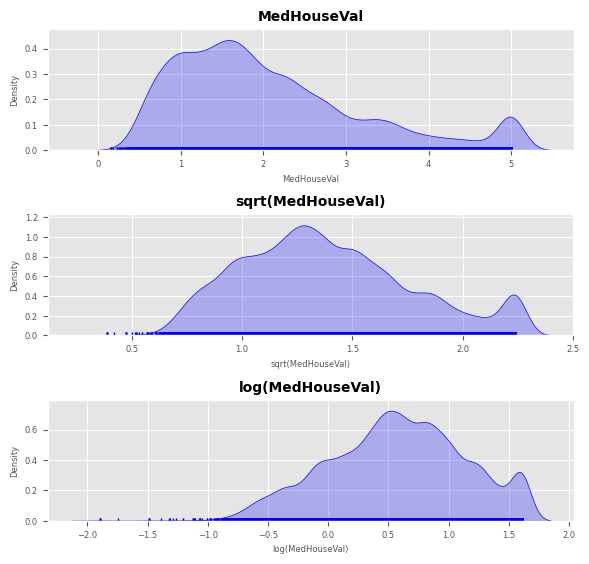 MedHouseVal
0.4
0.3
0.2
0.1
0.0
Density
0 1 2 3 4 5
MedHouseVal
sqrt(MedHouseVal)
1.2
1.0
0.8
0.6
0.4
0.2
0.0
Density
0.5 1.0 1.5 2.0 2.5
sqrt(MedHouseVal)
log(MedHouseVal)
0.6
0.4
0.2
0.0
Density
−2.0 −1.5 −1.0 −0.5 0.0 0.5 1.0 1.5 2.0
log(MedHouseVal)